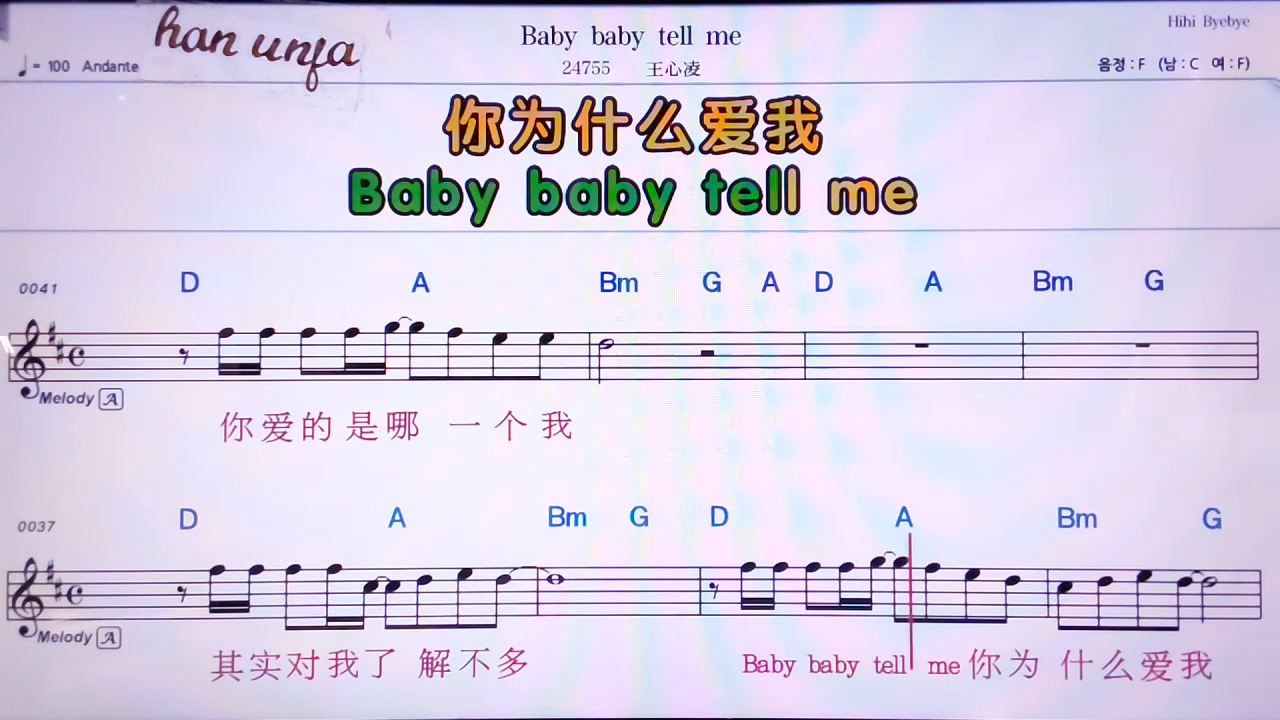 han unfa
Baby baby tell me
Hihi Byebye
♩= 100 Andante
24755 王心凌
음정 : F (남 : C 여 : F)
你为什么爱我
Baby baby tell me
0041
D A Bm G A D A Bm G
Melody A
你爱的 是哪 一个我
0037
D A Bm G D A Bm G
Melody A
其实对我了 解不多 Baby baby tell me 你为 什么爱我